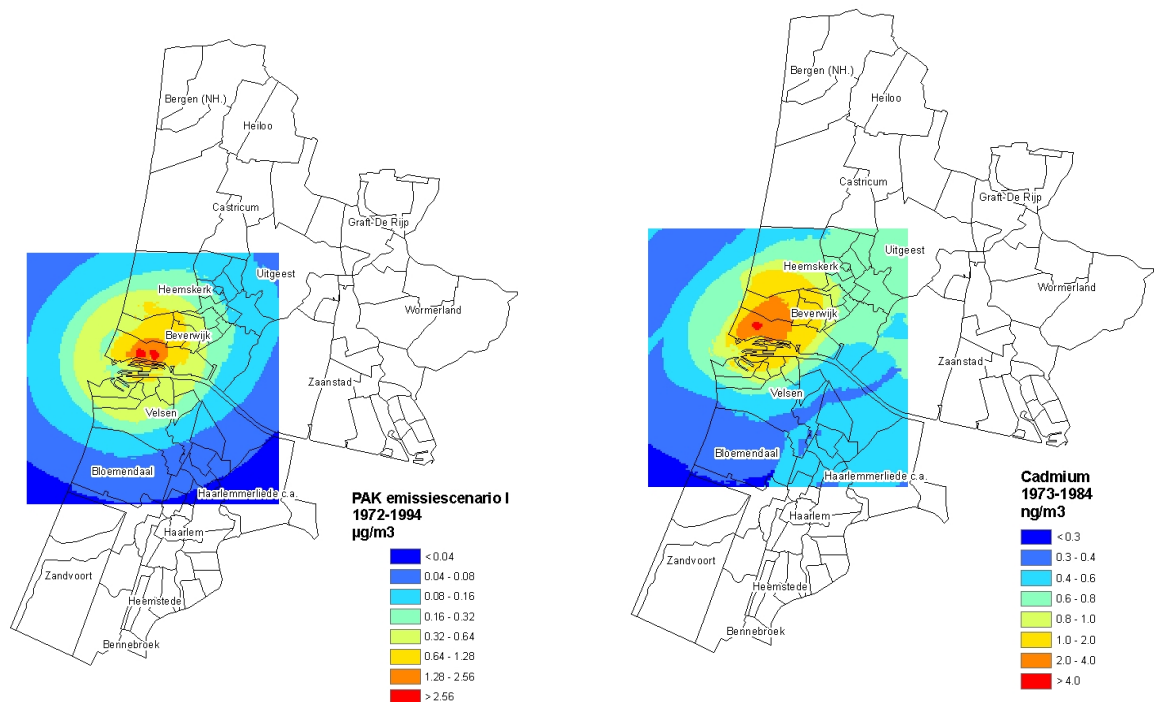 Bergen (NH.)
Heiloo
Castricum
Graft-De Rijp
Uitgeest
Heemskerk
Wormerland
Beverwijk
Zaanstad
Velsen
Bloemendaal
Haarlemmerliede c.a.
Haarlem
Zandvoort
Heemstede
Bennebroek
PAK emissiescenario I
1972-1994
µg/m3
< 0.04
0.04 - 0.08
0.08 - 0.16
0.16 - 0.32
0.32 - 0.64
0.64 - 1.28
1.28 - 2.56
> 2.56
Bergen (NH.)
Heiloo
Castricum
Graft-De Rijp
Uitgeest
Heemskerk
Wormerland
Beverwijk
Zaanstad
Velsen
Bloemendaal
Haarlemmerliede c.a.
Haarlem
Zandvoort
Heemstede
Bennebroek
Cadmium
1973-1984
ng/m3
< 0.3
0.3 - 0.4
0.4 - 0.6
0.6 - 0.8
0.8 - 1.0
1.0 - 2.0
2.0 - 4.0
> 4.0